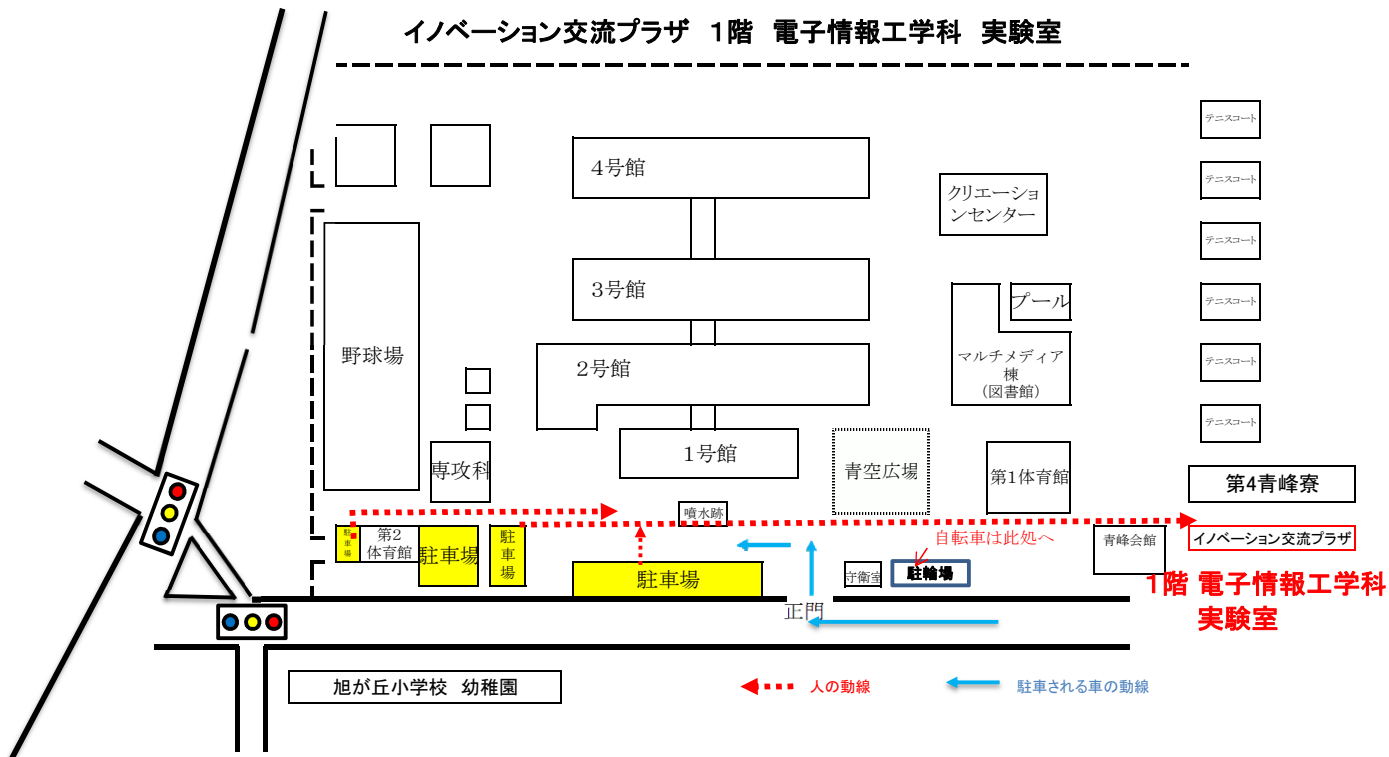 イノベーション交流プラザ 1階 電子情報工学科 実験室
テニスコート
4号館
クリエーショ
ンセンター
テニスコート
テニスコート
3号館
プール
テニスコート
野球場
2号館
マルチメディア
棟
(図書館)
テニスコート
テニスコート
専攻科
1号館
青空広場
第1体育館
第4青峰寮
噴水跡
駐
車
場
第2
体育館
駐車場
駐
車
場
駐車場
自転車は此処へ
守衛室
駐輪場
青峰会館
イノベーション交流プラザ
1階 電子情報工学科
実験室
正門
旭が丘小学校 幼稚園
人の動線
駐車される車の動線